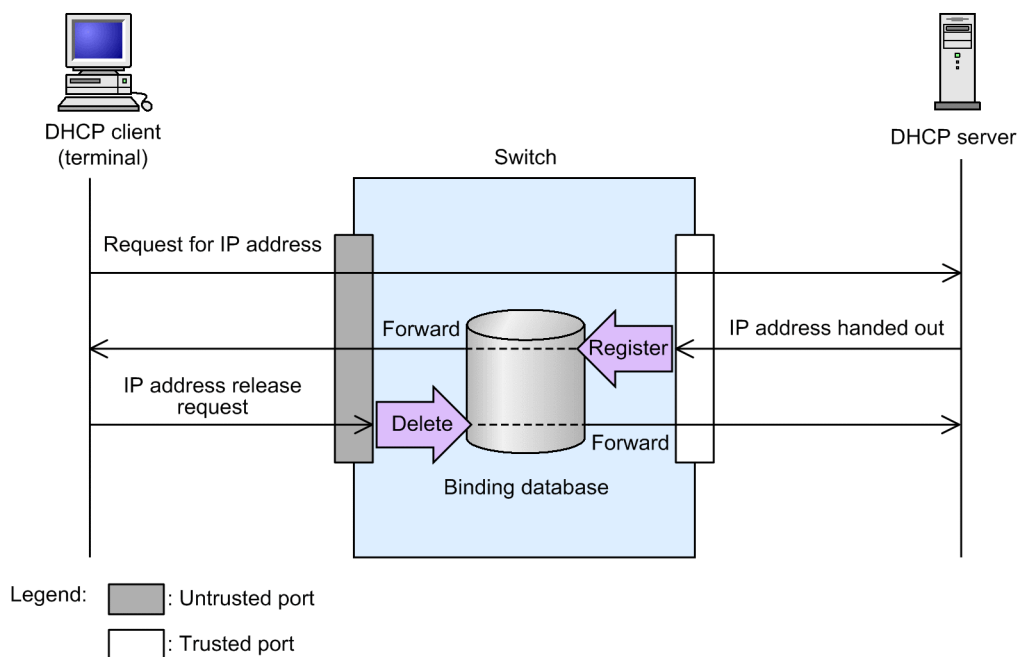 DHCP client
(terminal)
DHCP server
Switch
Request for IP address
Forward
Register
IP address handed out
IP address release
request
Delete
Forward
Binding database
Legend:
: Untrusted port
: Trusted port